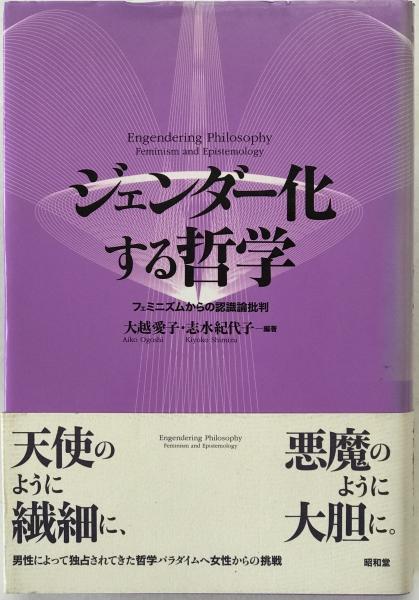 Engendering Philosophy
Feminism and Epistemology
ジェンダー化
する哲学
フェミニズムからの認識論批判
大越愛子・志水紀代子―編著
Aiko Ogoshi Kiyoko Shimizu
Engendering Philosophy
Feminism and Epistemology
天使の
ように
繊細に、
悪魔の
ように
大胆に。
男性によって独占されてきた哲学パラダイムへ女性からの挑戦
昭和堂